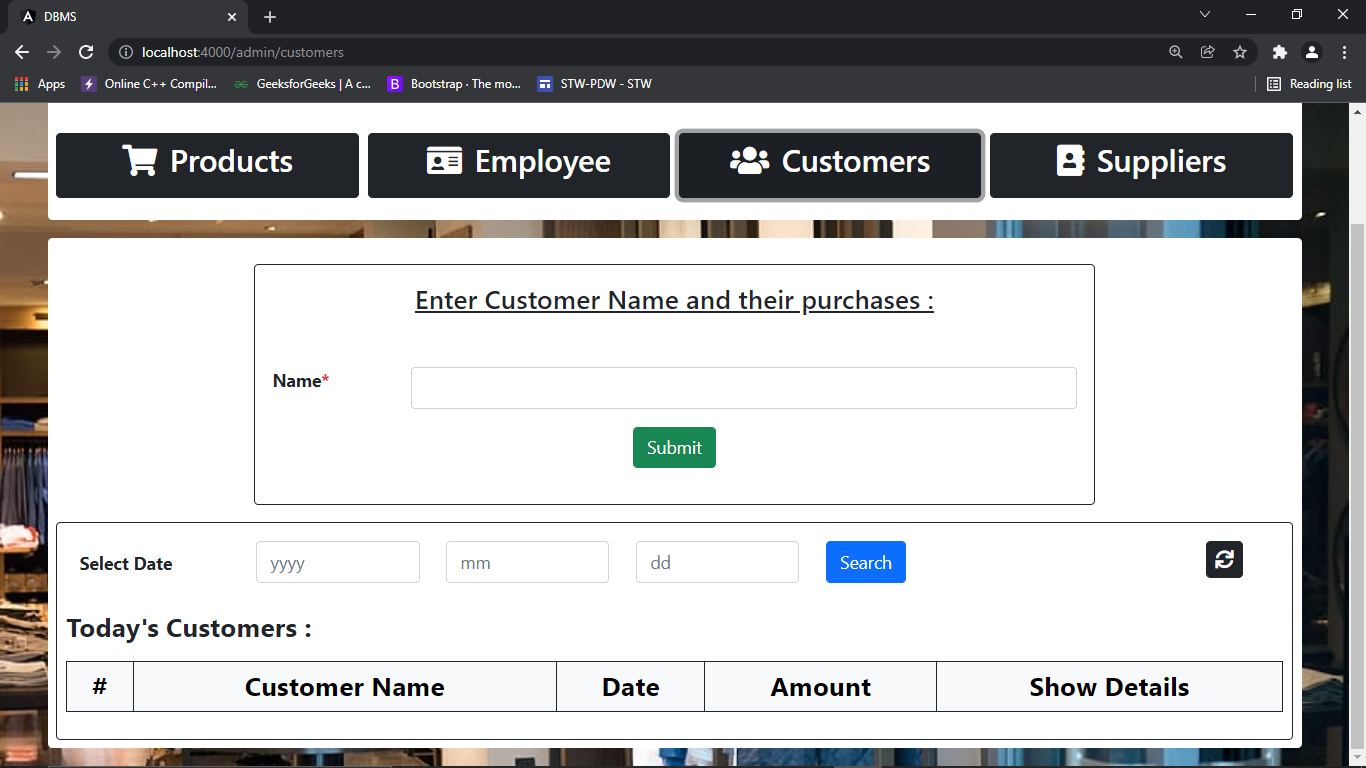 DBMS
localhost:4000/admin/customers
Apps Online C++ Compil... GeeksforGeeks | A c... Bootstrap · The mo... STW-PDW - STW Reading list
Products Employee Customers Suppliers
Enter Customer Name and their purchases :
Name*
Submit
Select Date yyyy mm dd Search
Today's Customers :
# Customer Name Date Amount Show Details